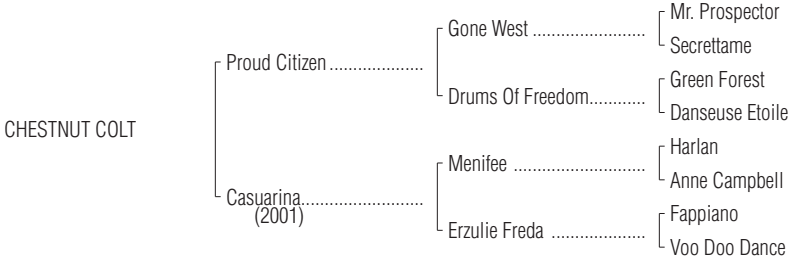 Mr. Prospector
Gone West ........................
Secrettame
Proud Citizen ....................
Green Forest
Drums Of Freedom............
Danseuse Etoile
CHESTNUT COLT
Harlan
Menifee ............................
Anne Campbell
Casuarina..........................
(2001)
Fappiano
Erzulie Freda ....................
Voo Doo Dance